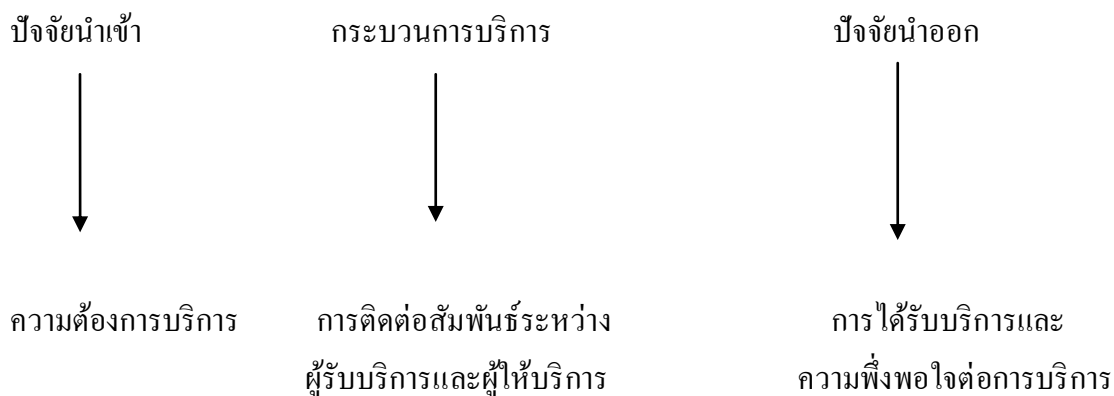 ปัจจัยนำเข้า กระบวนการบริการ ปัจจัยนำออก
ความต้องการบริการ การติดต่อสัมพันธ์ระหว่าง การได้รับบริการและ
ผู้รับบริการและผู้ให้บริการ ความพึ่งพอใจต่อการบริการ